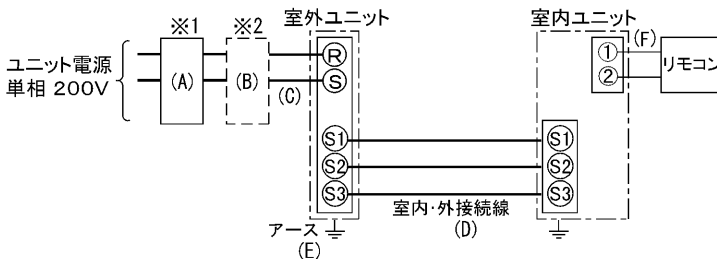 ※1
※2
室外ユニット
室内ユニット
ユニット電源
単相 200V
(A)
(B)
(C)
R
S
①
②
(F)
リモコン
S1
S2
S3
S1
S2
S3
室内・外接続線
(D)
アース
(E)